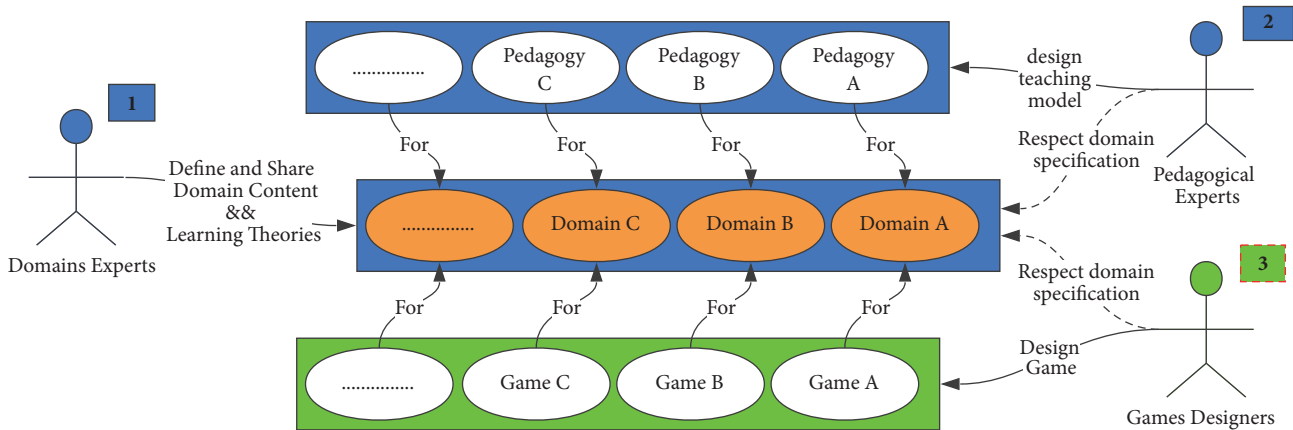 1
Domains Experts
Define and Share
Domain Content
&&
Learning Theories
...............
Pedagogy
C
Pedagogy
B
Pedagogy
A
For
For
For
For
...............
Domain C
Domain B
Domain A
For
For
For
For
...............
Game C
Game B
Game A
design
teaching
model
Respect domain
specification
2
Pedagogical
Experts
Respect domain
specification
Design
Game
3
Games Designers